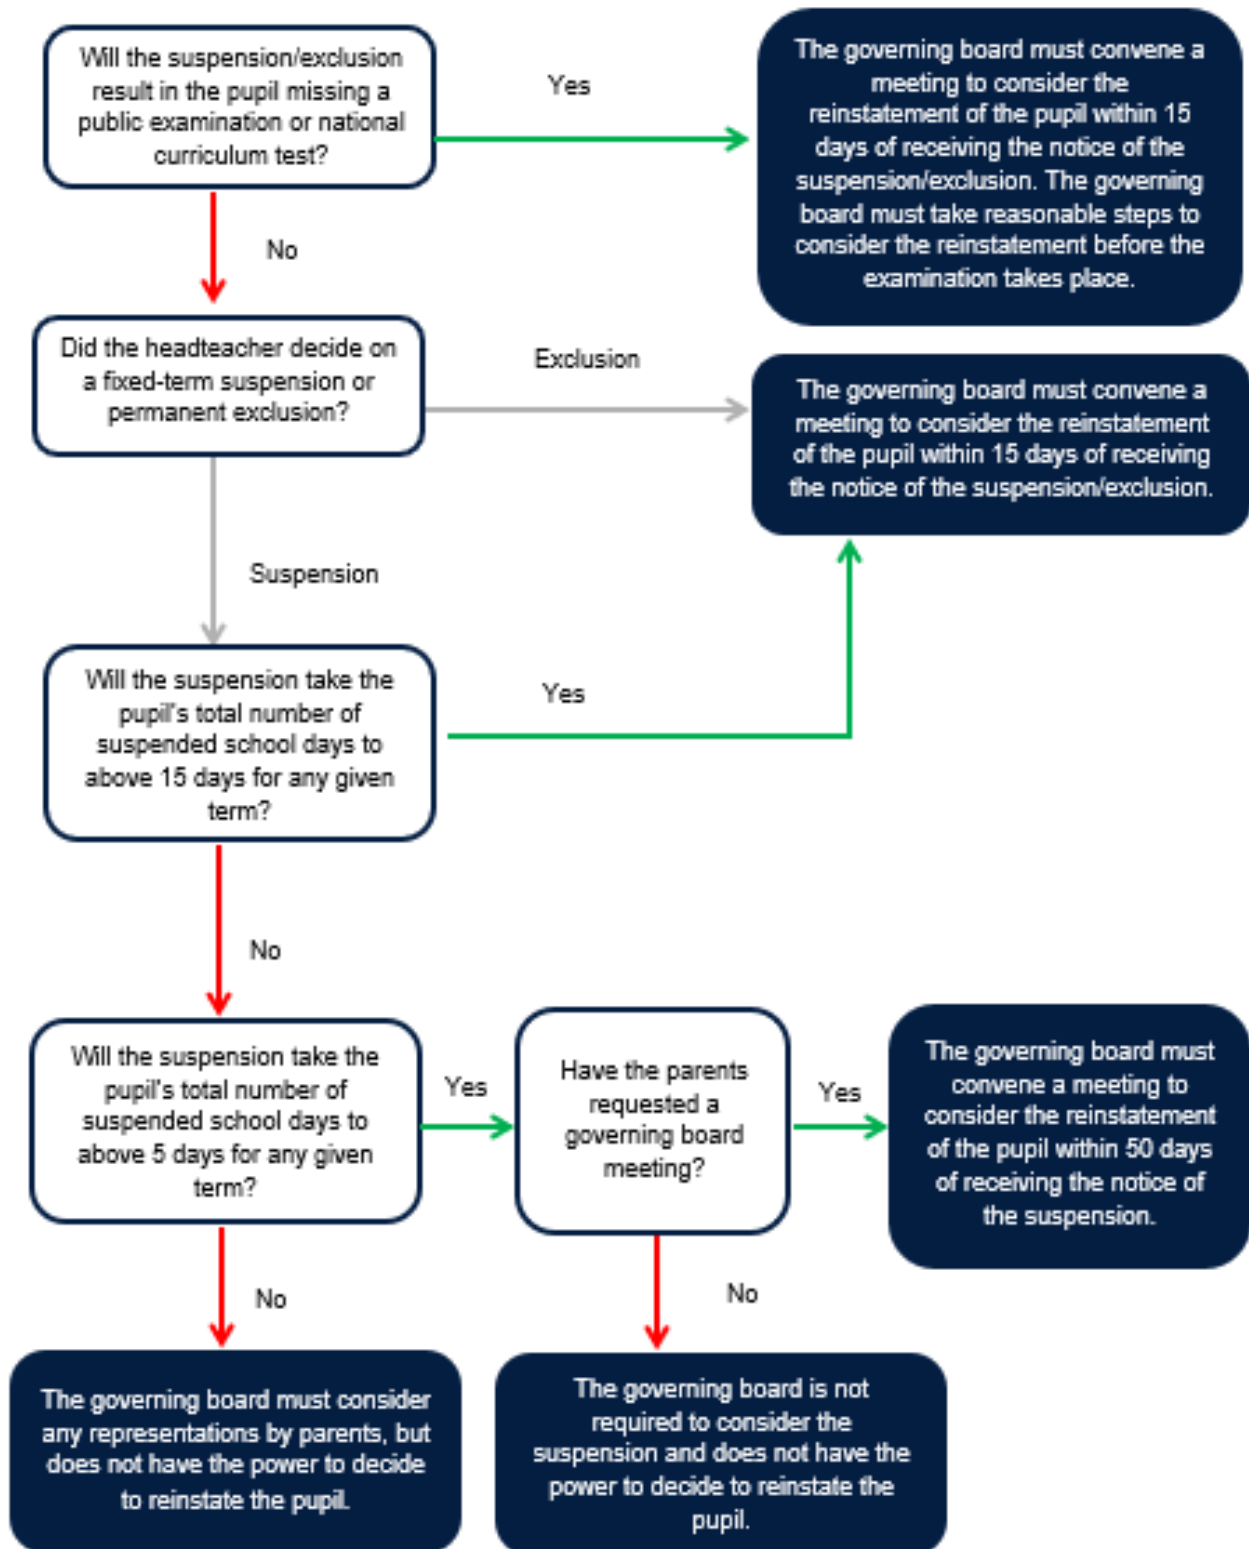 Will the suspension/exclusion
result in the pupil missing a
public examination or national
curriculum test?
Yes
The governing board must convene a
meeting to consider the
reinstatement of the pupil within 15
days of receiving the notice of the
suspension/exclusion. The governing
board must take reasonable steps to
consider the reinstatement before the
examination takes place.
No
Did the headteacher decide on
a fixed-term suspension or
permanent exclusion?
Exclusion
The governing board must convene a
meeting to consider the reinstatement
of the pupil within 15 days of receiving
the notice of the suspension/exclusion.
Suspension
Will the suspension take the
pupil's total number of
suspended school days to
above 15 days for any given
term?
Yes
No
Will the suspension take the
pupil's total number of
suspended school days to
above 5 days for any given
term?
Yes
Have the parents
requested a
governing board
meeting?
Yes
The governing board must
convene a meeting to
consider the reinstatement
of the pupil within 50 days
of receiving the notice of
the suspension.
No
No
The governing board must consider
any representations by parents, but
does not have the power to decide
to reinstate the pupil.
The governing board is not
required to consider the
suspension and does not have the
power to decide to reinstate the
pupil.